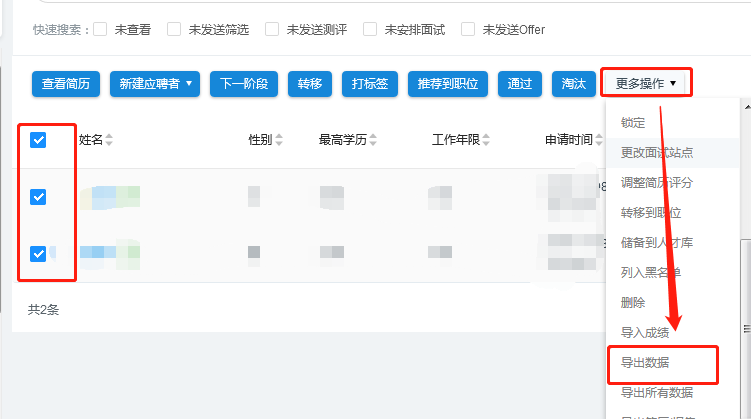 快速搜索： 未查看 未发送筛选 未发送测评 未安排面试 未发送Offer
查看简历 新建应聘者 下一阶段 转移 打标签 推荐到职位 通过 淘汰 更多操作
姓名 性别 最高学历 工作年限 申请时间
共2条
锁定
更改面试站点
调整简历评分
转移到职位
储备到人才库
列入黑名单
删除
导入成绩
导出数据
导出所有数据